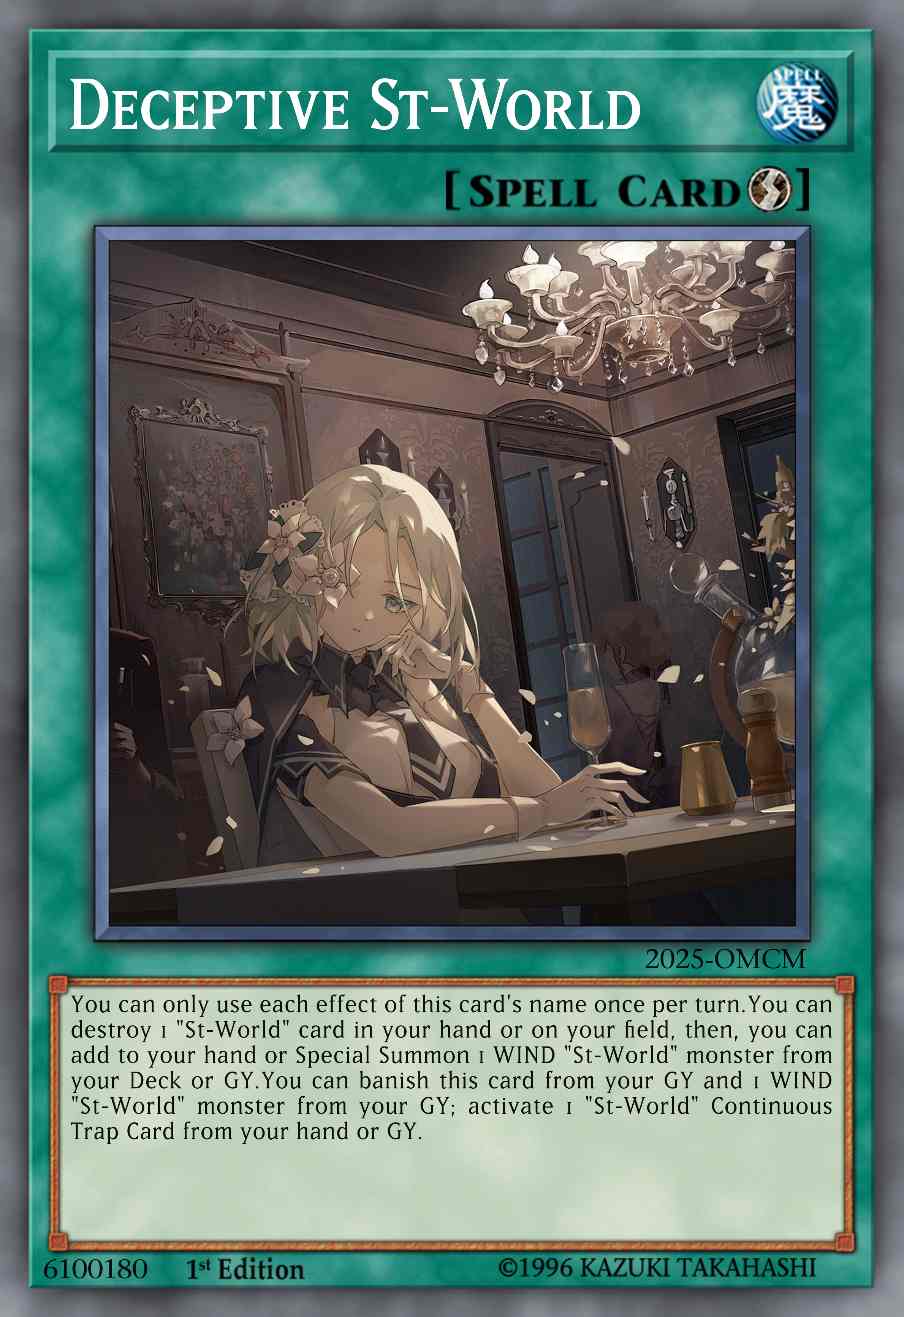 Deceptive St-World
SPELL
魔
[Spell Card]
2025-OMCM
You can only use each effect of this card's name once per turn.You can
destroy 1 "St-World" card in your hand or on your field, then, you can
add to your hand or Special Summon 1 WIND "St-World" monster from
your Deck or GY.You can banish this card from your GY and 1 WIND
"St-World" monster from your GY; activate 1 "St-World" Continuous
Trap Card from your hand or GY.
6100180 1st Edition ©1996 KAZUKI TAKAHASHI